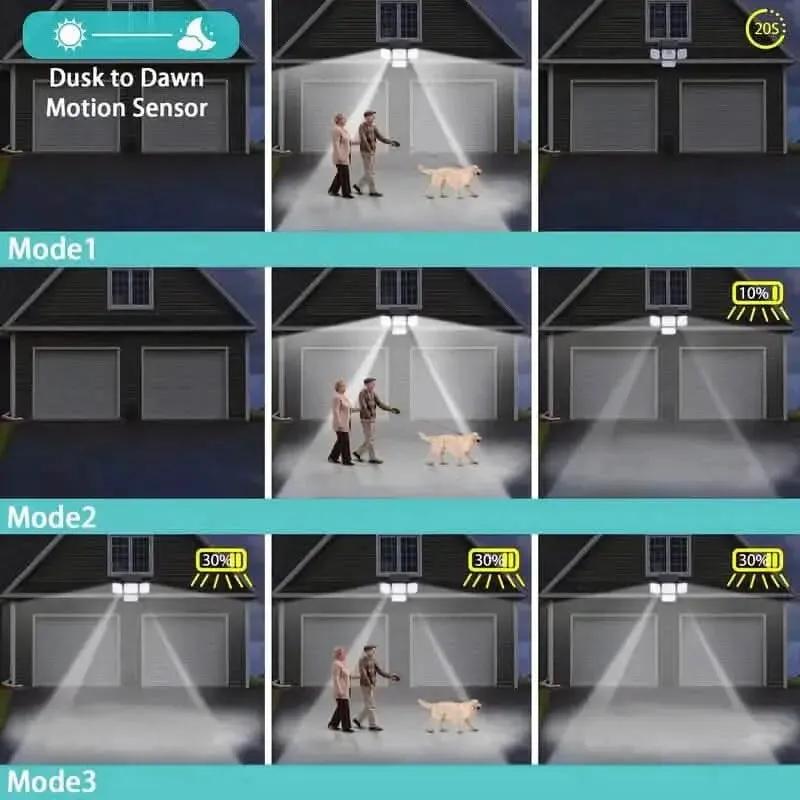 Dusk to Dawn
Motion Sensor
20S
Mode1
10%
Mode2
30%
30%
30%
Mode3